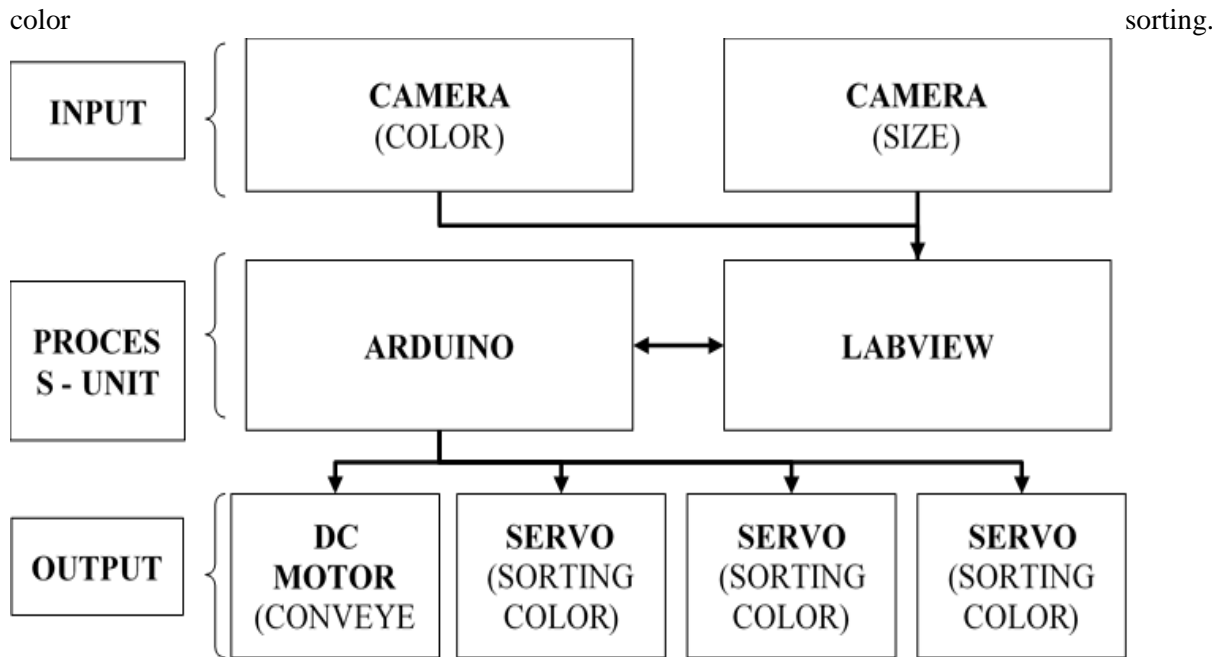 color sorting.
INPUT
CAMERA
(COLOR)
CAMERA
(SIZE)
PROCES
S - UNIT
ARDUINO
LABVIEW
OUTPUT
DC
MOTOR
(CONVEYE
SERVO
(SORTING
COLOR)
SERVO
(SORTING
COLOR)
SERVO
(SORTING
COLOR)